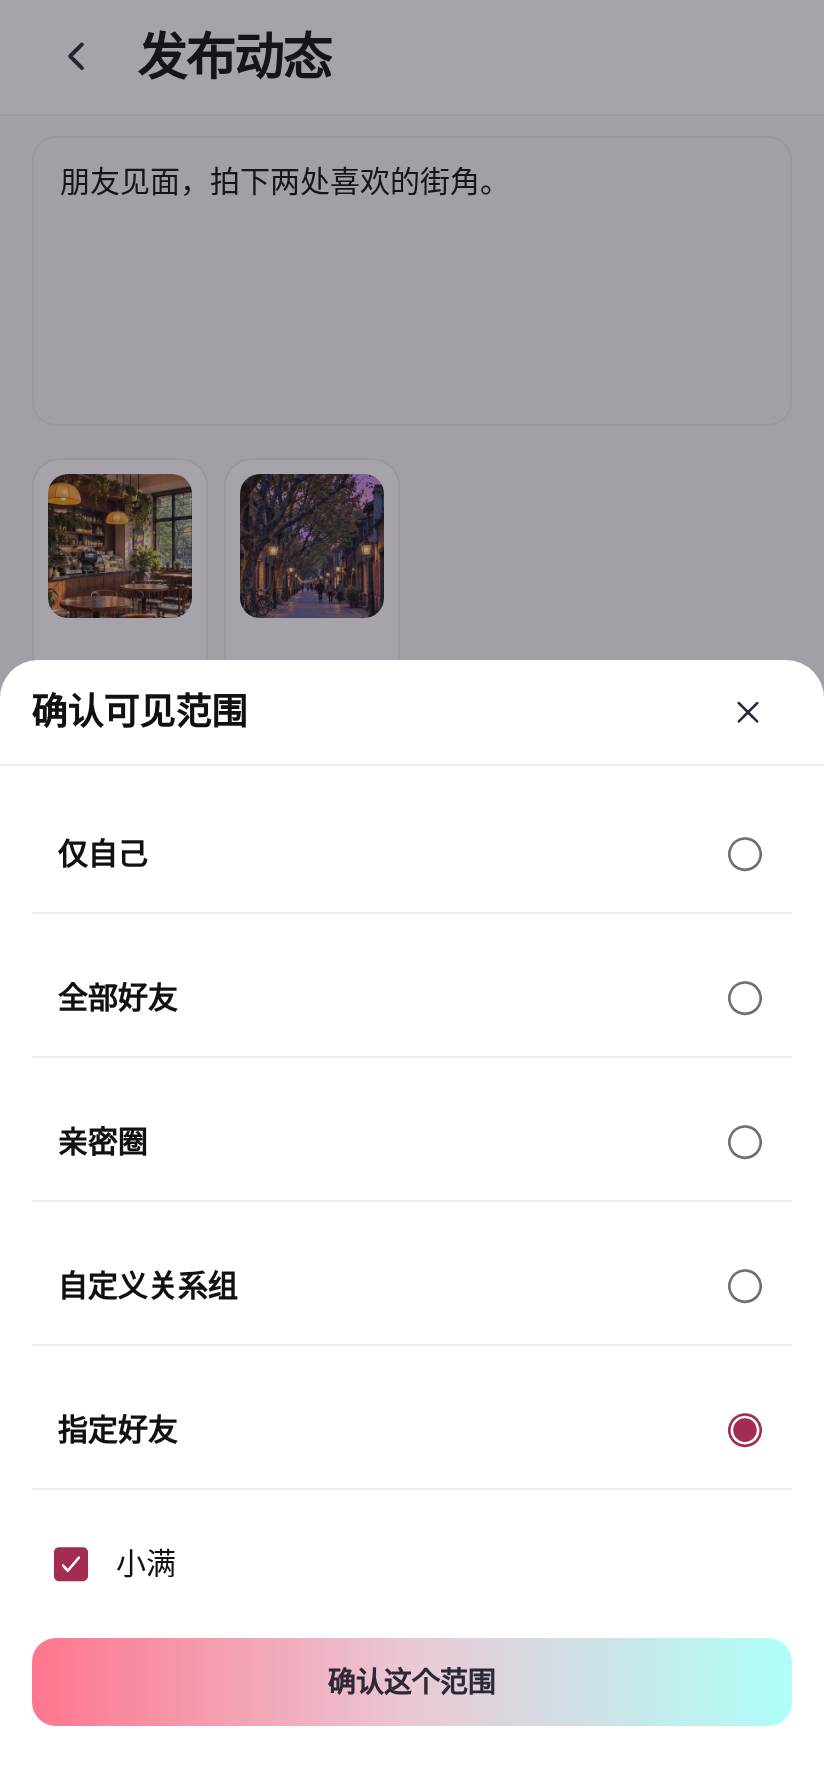 发布动态
朋友见面，拍下两处喜欢的街角。
确认可见范围
仅自己
全部好友
亲密圈
自定义关系组
指定好友
小满
确认这个范围